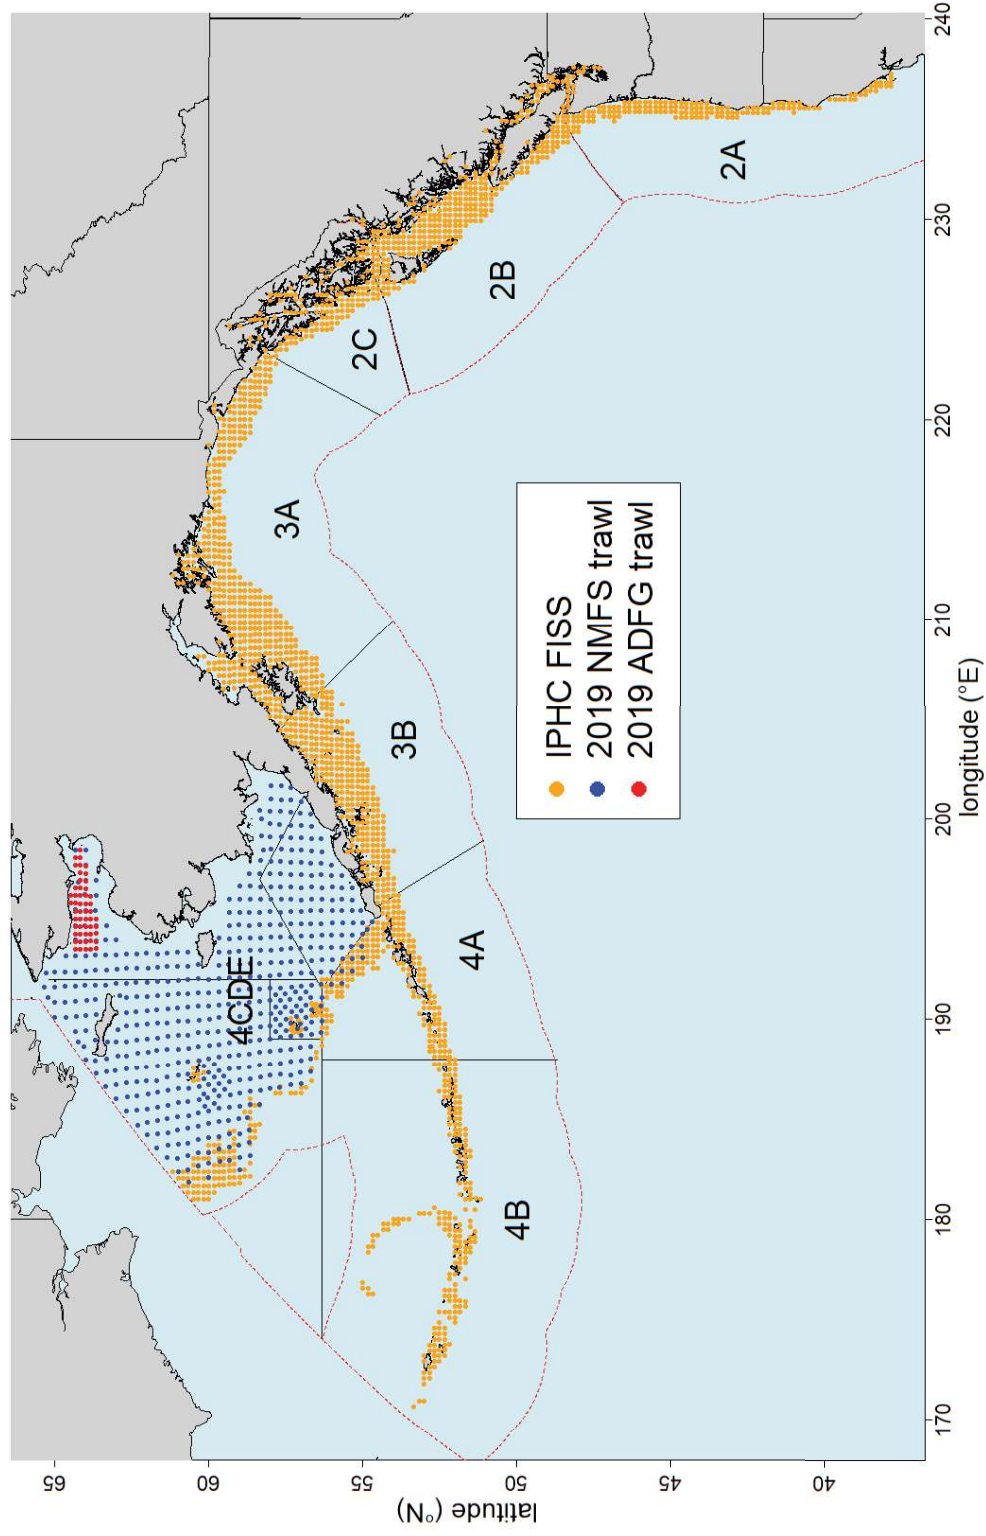 4CDE
4B
4A
3B
3A
2C
2B
2A
IPHC FISS
2019 NMFS trawl
2019 ADFG trawl
latitude (°N)
65
60
55
50
45
40
170
180
190
200
210
220
230
240
longitude (°E)